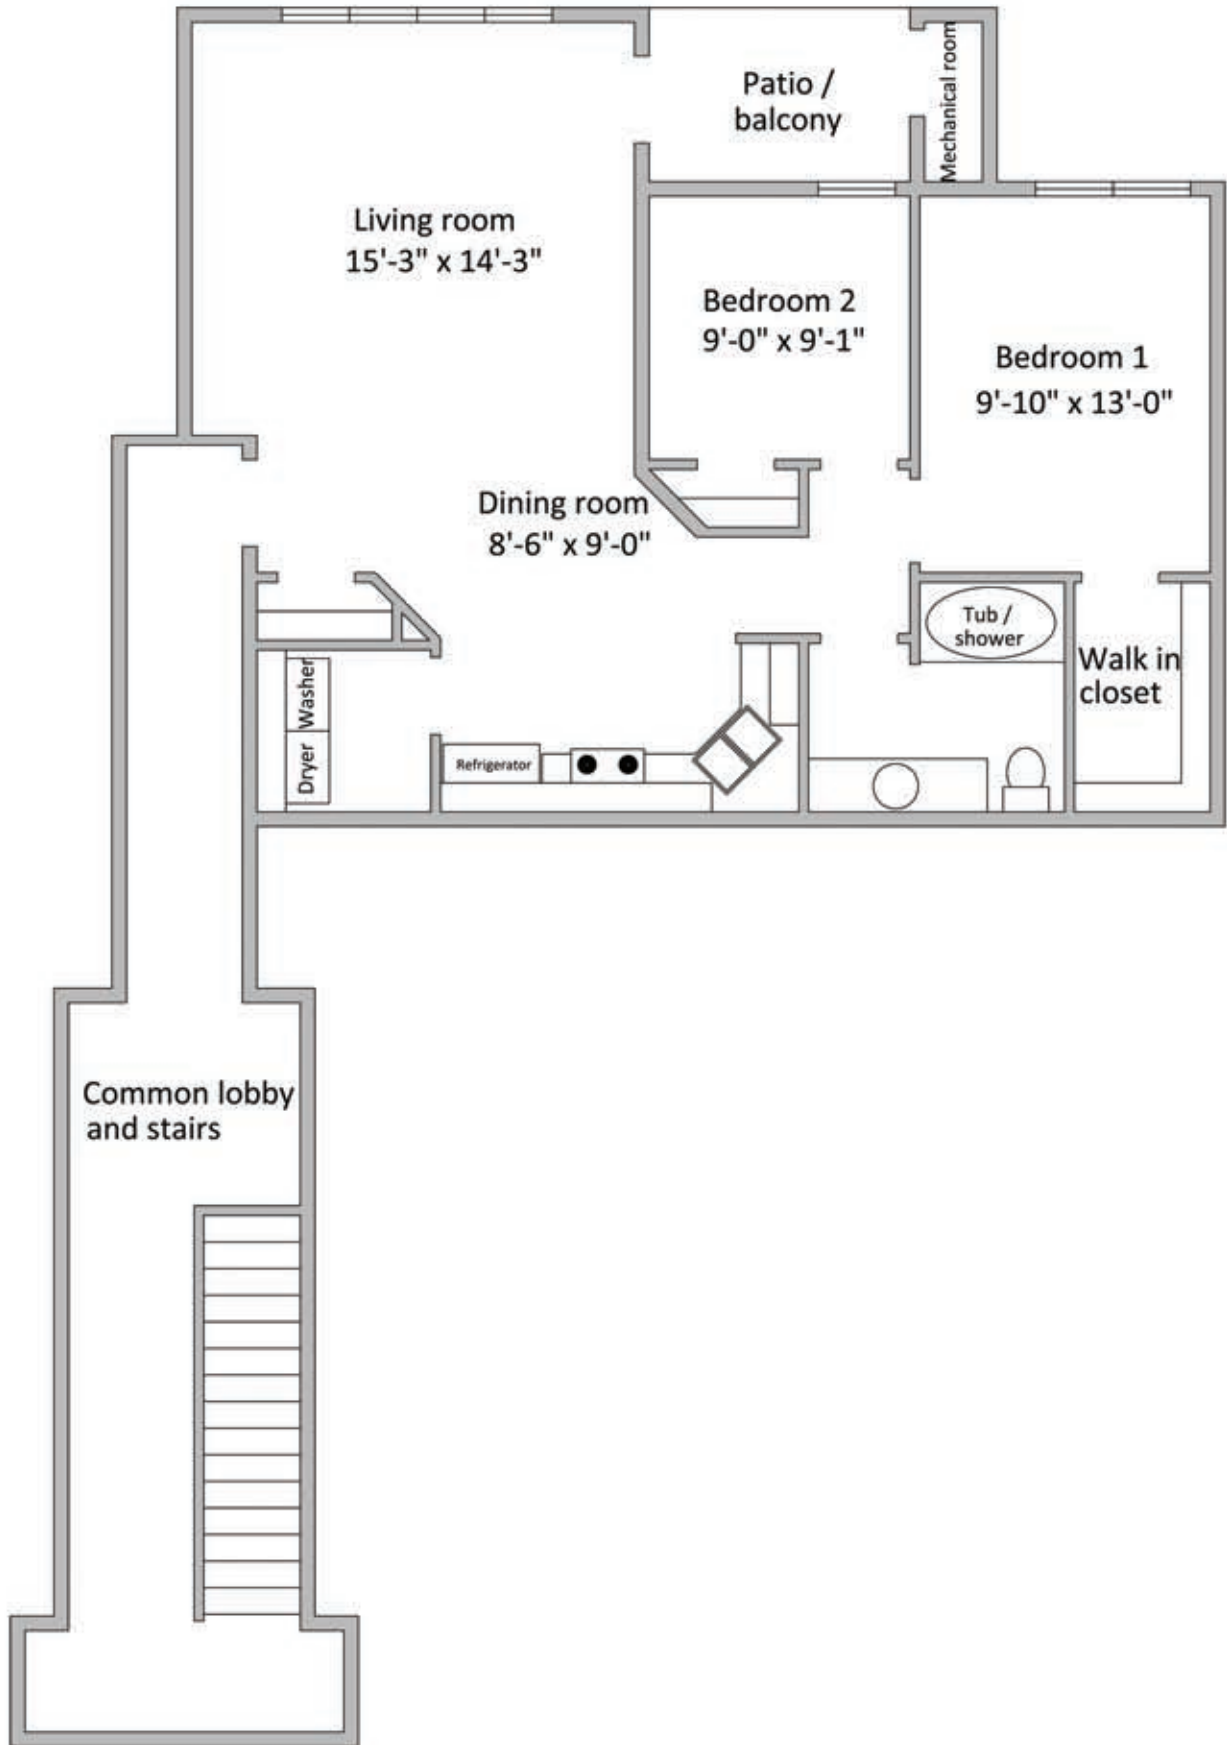 Patio /
balcony
Mechanical room
Living room
15'-3" x 14'-3"
Bedroom 2
9'-0" x 9'-1"
Bedroom 1
9'-10" x 13'-0"
Dining room
8'-6" x 9'-0"
Tub /
shower
Walk in
closet
Washer
Dryer
Refrigerator
Common lobby
and stairs